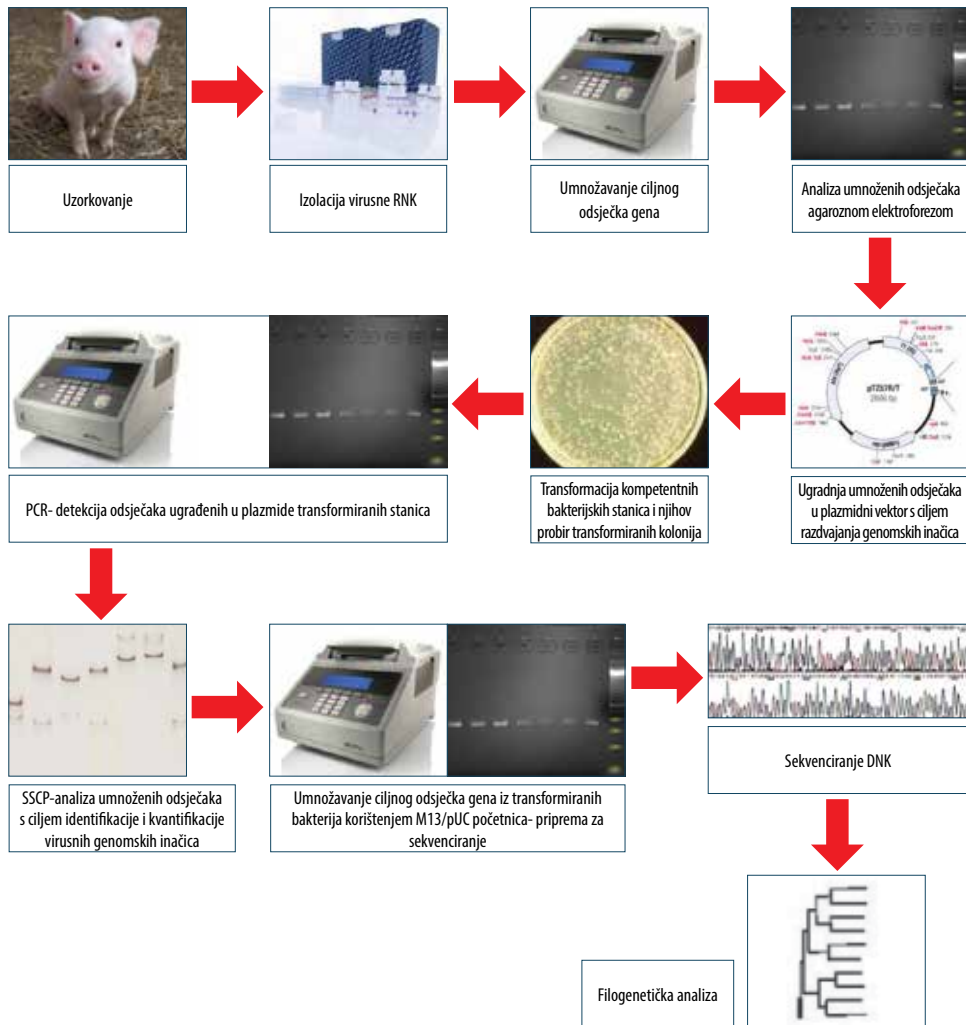 Uzorkovanje
Izolacija virusne RNK
Umnožavanje ciljnog
odsječka gena
Analiza umnoženih odsječaka
agaroznom elektroforezom
PCR- detekcija odsječaka ugrađenih u plazmide transformiranih stanica
Transformacija kompetentnih
bakterijskih stanica i njihov
probir transformiranih kolonija
pTZ57R/T
Ugradnja umnoženih odsječaka
u plazmidni vektor s ciljem
razdvajanja genomskih inačica
SSCP-analiza umnoženih odsječaka
s ciljem identifikacije i kvantifikacije
virusnih genomskih inačica
Umnožavanje ciljnog odsječka gena iz transformiranih
bakterija korištenjem M13/pUC početnica- priprema za
sekvenciranje
Sekvenciranje DNK
Filogenetička analiza